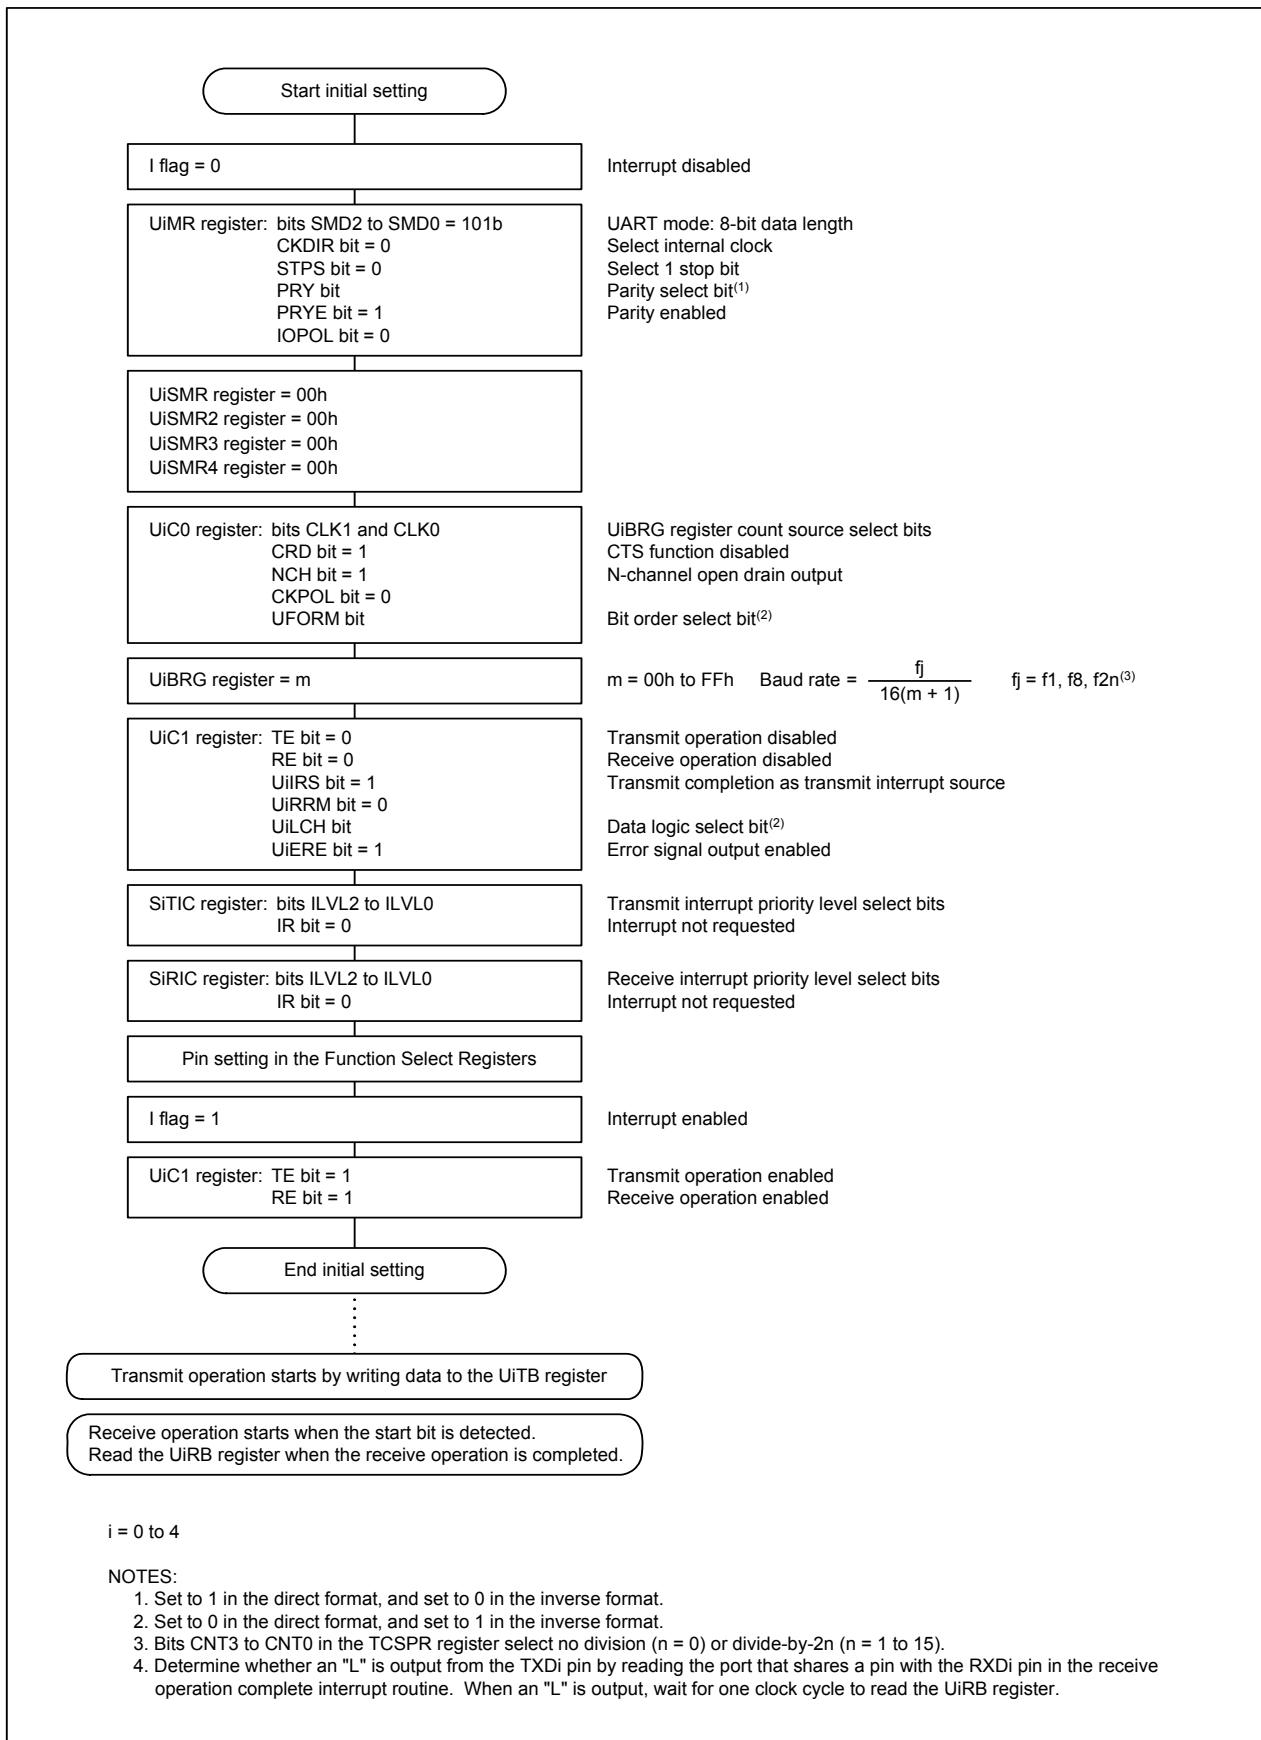 Start initial setting
I flag = 0 Interrupt disabled
UiMR register: bits SMD2 to SMD0 = 101b UART mode: 8-bit data length
CKDIR bit = 0 Select internal clock
STPS bit = 0 Select 1 stop bit
PRY bit Parity select bit(1)
PRYE bit = 1 Parity enabled
IOPOL bit = 0
UiSMR register = 00h
UiSMR2 register = 00h
UiSMR3 register = 00h
UiSMR4 register = 00h
UiC0 register: bits CLK1 and CLK0 UiBRG register count source select bits
CRD bit = 1 CTS function disabled
NCH bit = 1 N-channel open drain output
CKPOL bit = 0
UFORM bit Bit order select bit(2)
UiBRG register = m m = 00h to FFh Baud rate = fj / 16(m + 1) fj = f1, f8, f2n(3)
UiC1 register: TE bit = 0 Transmit operation disabled
RE bit = 0 Receive operation disabled
UiIRS bit = 1 Transmit completion as transmit interrupt source
UiRRM bit = 0
UiLCH bit Data logic select bit(2)
UiERE bit = 1 Error signal output enabled
SiTIC register: bits ILVL2 to ILVL0 Transmit interrupt priority level select bits
IR bit = 0 Interrupt not requested
SiRIC register: bits ILVL2 to ILVL0 Receive interrupt priority level select bits
IR bit = 0 Interrupt not requested
Pin setting in the Function Select Registers
I flag = 1 Interrupt enabled
UiC1 register: TE bit = 1 Transmit operation enabled
RE bit = 1 Receive operation enabled
End initial setting
Transmit operation starts by writing data to the UiTB register
Receive operation starts when the start bit is detected.
Read the UiRB register when the receive operation is completed.
i = 0 to 4
NOTES:
1. Set to 1 in the direct format, and set to 0 in the inverse format.
2. Set to 0 in the direct format, and set to 1 in the inverse format.
3. Bits CNT3 to CNT0 in the TCSPR register select no division (n = 0) or divide-by-2n (n = 1 to 15).
4. Determine whether an "L" is output from the TXDi pin by reading the port that shares a pin with the RXDi pin in the receive
operation complete interrupt routine. When an "L" is output, wait for one clock cycle to read the UiRB register.